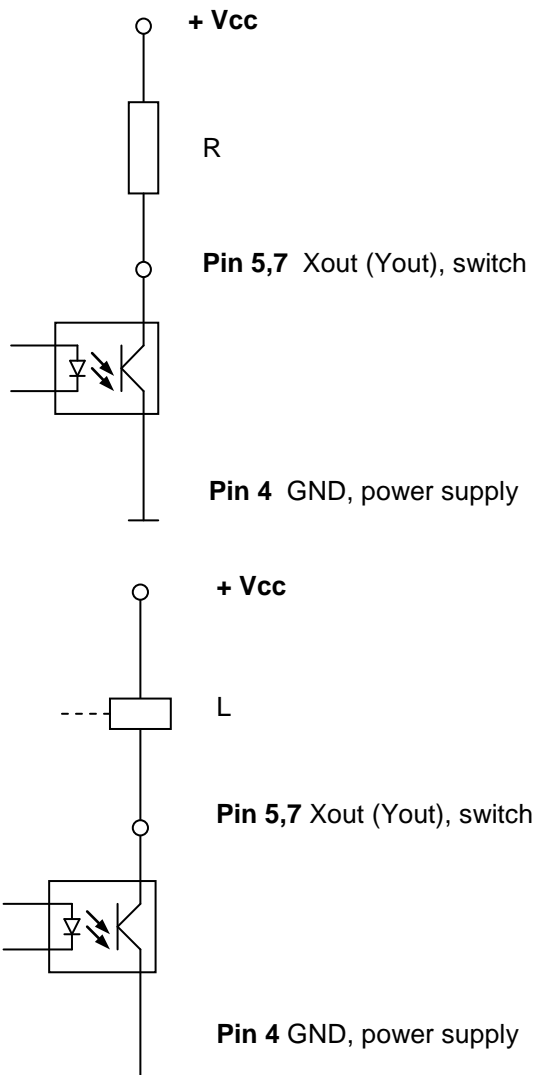 + Vcc
R
Pin 5,7 Xout (Yout), switch
Pin 4 GND, power supply
+ Vcc
L
Pin 5,7 Xout (Yout), switch
Pin 4 GND, power supply